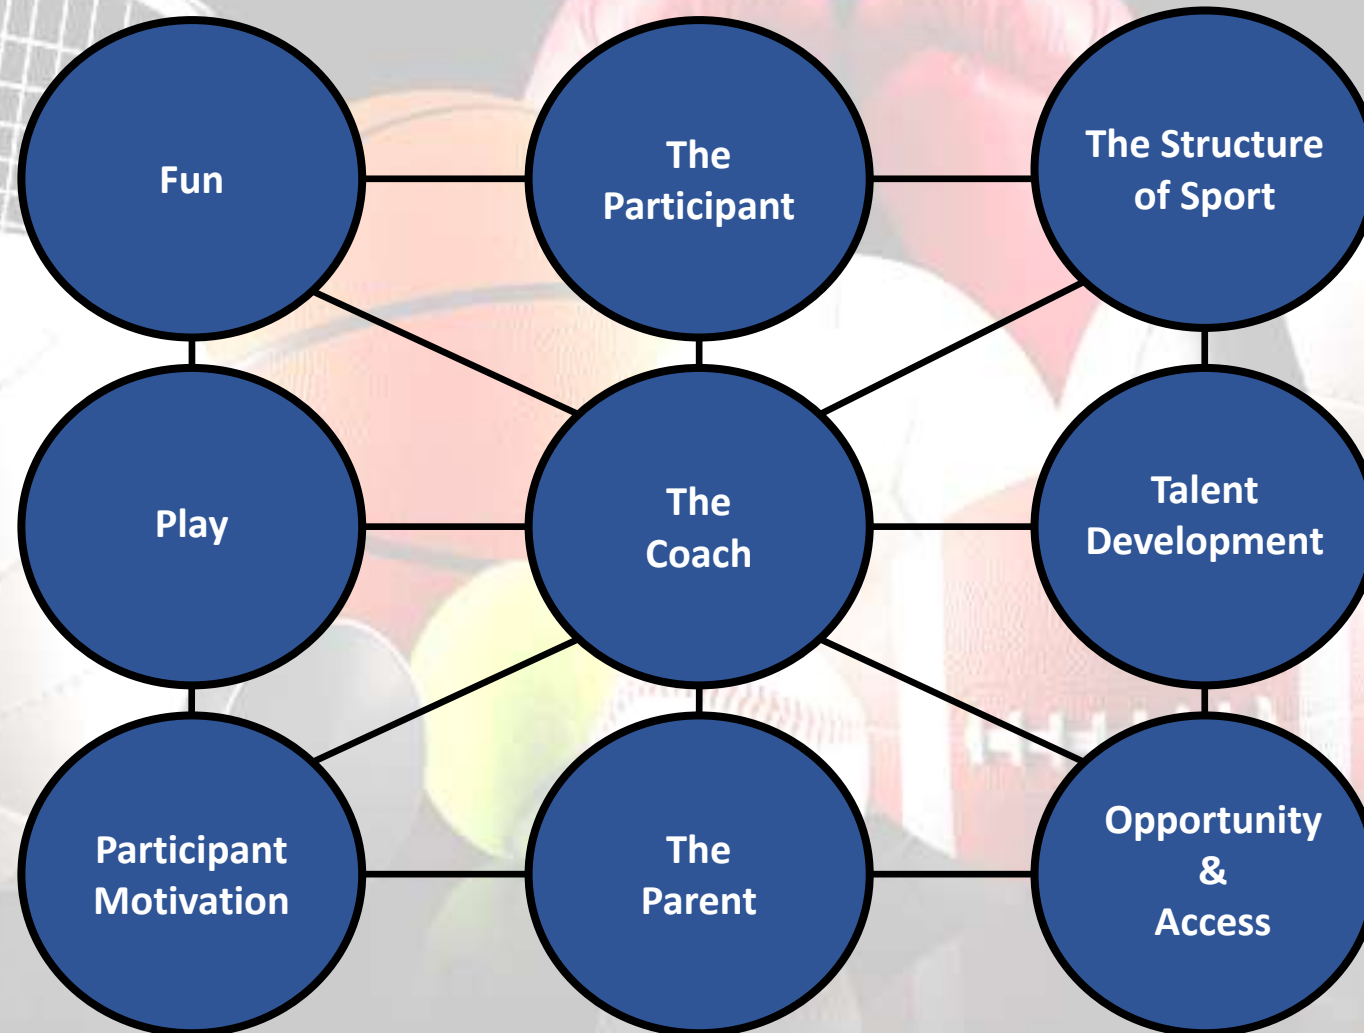 Fun
The
Participant
The Structure
of Sport
Play
The
Coach
Talent
Development
Participant
Motivation
The
Parent
Opportunity
&
Access